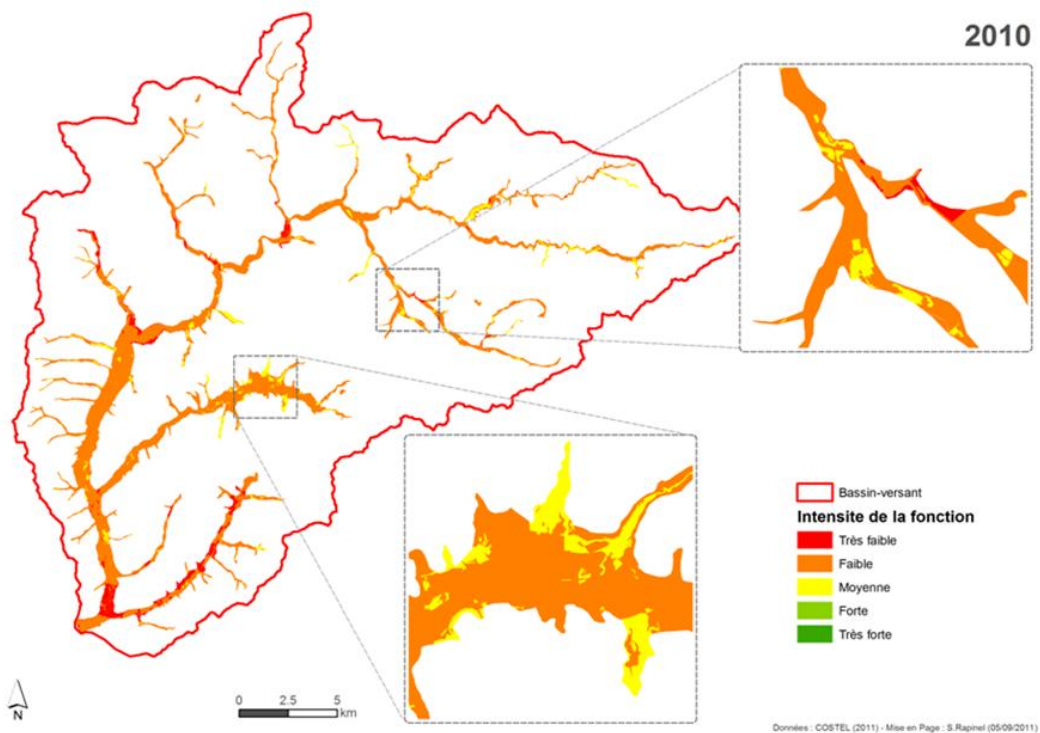 2010
Bassin-versant
Intensite de la fonction
Très faible
Faible
Moyenne
Forte
Très forte
N
0 2.5 5
km
Données : COSTEL (2011) - Mise en Page : S.Rapinel (05/09/2011)